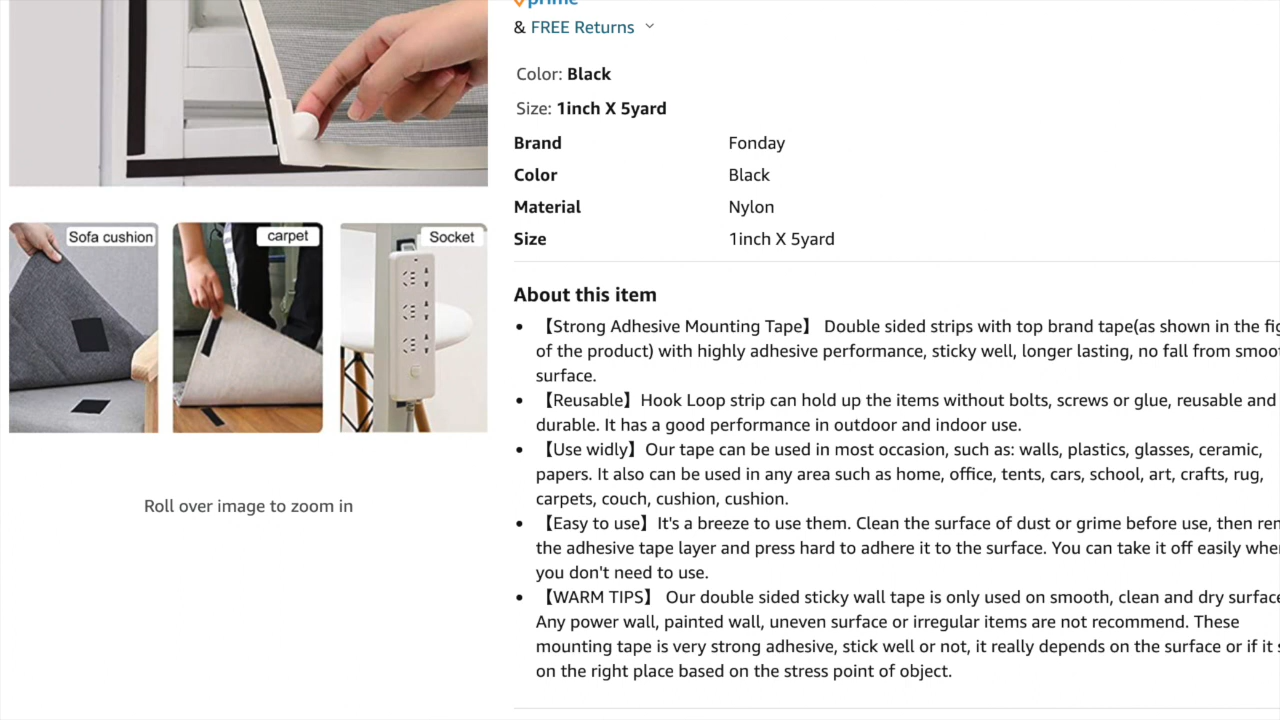 prime
& FREE Returns
Color: Black
Size: 1inch X 5yard
Brand Fonday
Color Black
Material Nylon
Size 1inch X 5yard
Sofa cushion
carpet
Socket
Roll over image to zoom in
About this item
【Strong Adhesive Mounting Tape】 Double sided strips with top brand tape(as shown in the
of the product) with highly adhesive performance, sticky well, longer lasting, no fall from
surface.
【Reusable】Hook Loop strip can hold up the items without bolts, screws or glue, reusable and
durable. It has a good performance in outdoor and indoor use.
【Use widly】Our tape can be used in most occasion, such as: walls, plastics, glasses, ceramic,
papers. It also can be used in any area such as home, office, tents, cars, school, art, crafts, rug,
carpets, couch, cushion, cushion.
【Easy to use】It's a breeze to use them. Clean the surface of dust or grime before use, then
the adhesive tape layer and press hard to adhere it to the surface. You can take it off easily
you don't need to use.
【WARM TIPS】 Our double sided sticky wall tape is only used on smooth, clean and dry
Any power wall, painted wall, uneven surface or irregular items are not recommend. These
mounting tape is very strong adhesive, stick well or not, it really depends on the surface or if it
on the right place based on the stress point of object.